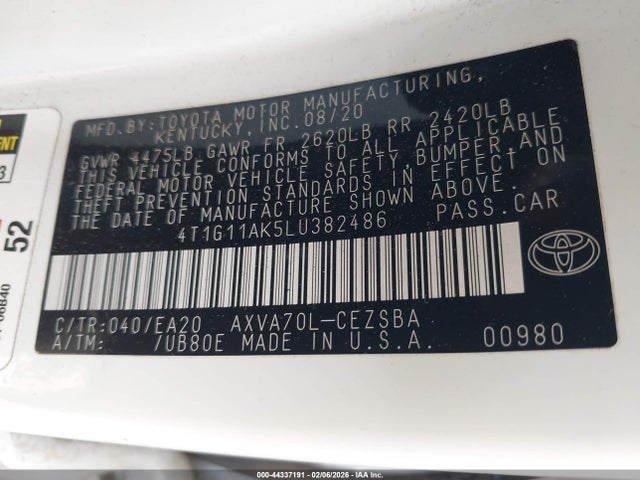 MFD.BY:TOYOTA MOTOR MANUFACTURING,
KENTUCKY,INC.08/20
GVWR 4475LB GAWR FR 2620LB RR 2420LB
THIS VEHICLE CONFORMS TO ALL APPLICABLE
FEDERAL MOTOR VEHICLE SAFETY, BUMPER,AND
THEFT PREVENTION STANDARDS IN EFFECT ON
THE DATE OF MANUFACTURE SHOWN ABOVE.
4T1G11AK5LU382486 PASS.CAR
C/TR:040/EA20 AXVA70L-CEZSBA
A/TM: /UB80E MADE IN U.S.A. 00980
52
000-44337191 - 02/06/2026 - © IAA Inc.